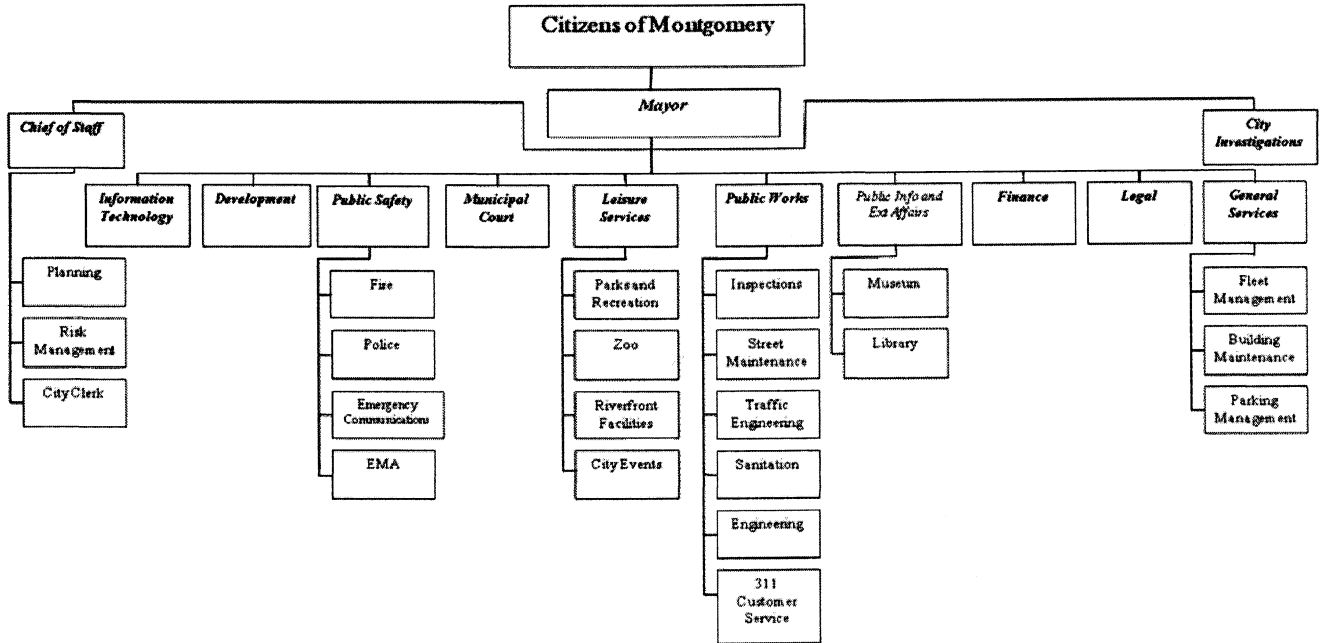 Citizens of Montgomery
Mayor
Chief of Staff
City
Investigations
Information
Technology
Development
Public Safety
Municipal
Court
Leisure
Services
Public Works
Public Info and
Ext Affairs
Finance
Legal
General
Services
Planning
Risk
Management
City Clerk
Fire
Police
Emergency
Communications
EMA
Parks and
Recreation
Zoo
Riverfront
Facilities
City Events
Inspections
Street
Maintenance
Traffic
Engineering
Sanitation
Engineering
311
Customer
Service
Museum
Library
Fleet
Management
Building
Maintenance
Parking
Management